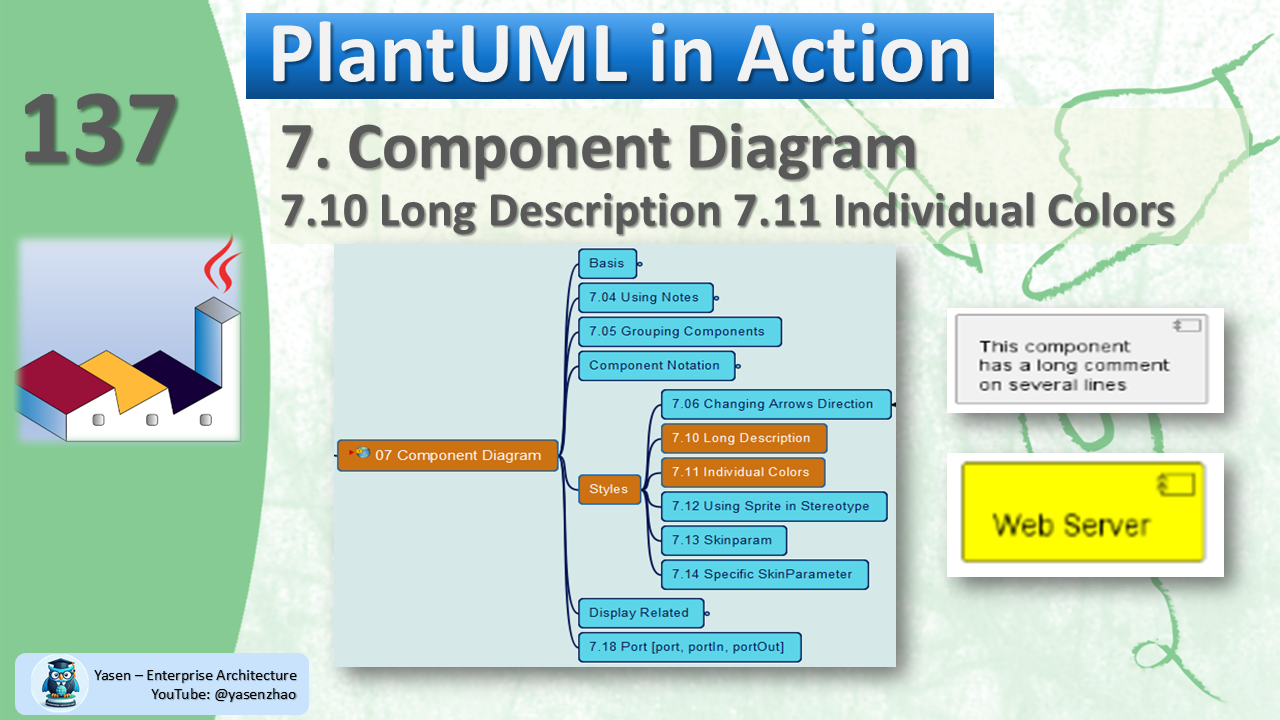 PlantUML in Action
137
7. Component Diagram
7.10 Long Description 7.11 Individual Colors
Basis
7.04 Using Notes
7.05 Grouping Components
Component Notation
7.06 Changing Arrows Direction
7.10 Long Description
07 Component Diagram
7.11 Individual Colors
Styles
7.12 Using Sprite in Stereotype
7.13 Skinparam
7.14 Specific SkinParameter
Display Related
7.18 Port [port, portIn, portOut]
This component
has a long comment
on several lines
Web Server
Yasen – Enterprise Architecture
YouTube: @yasenzhao